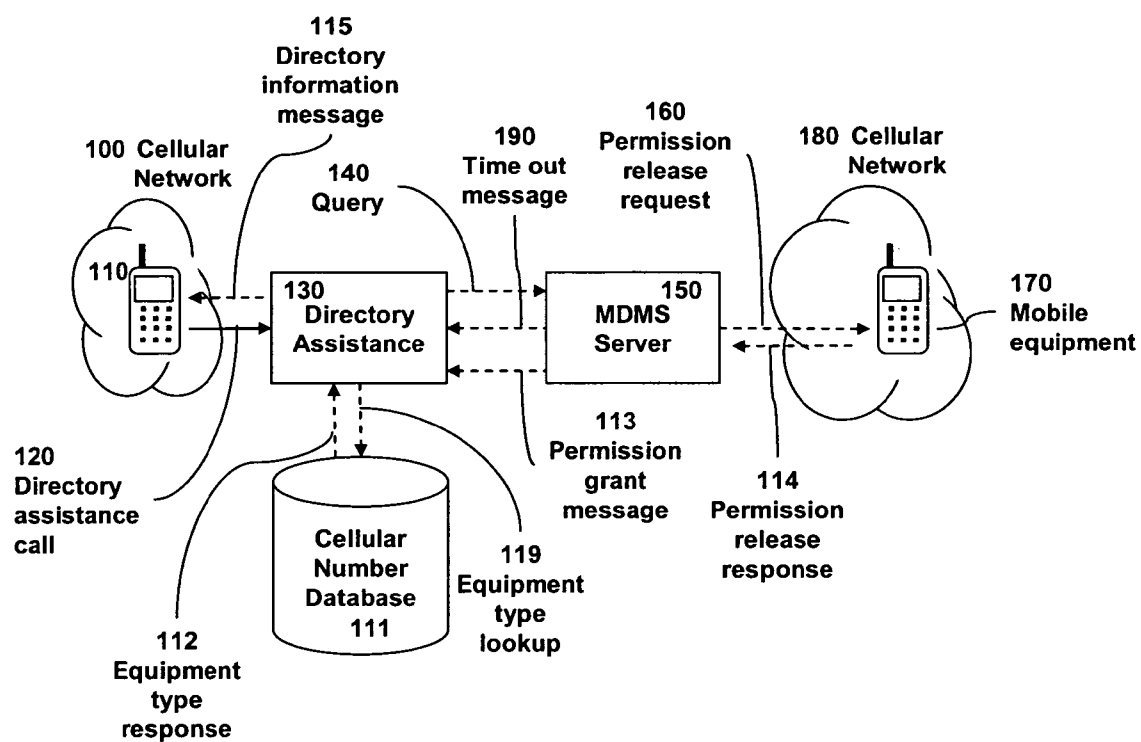 115
Directory
information
message
100 Cellular
Network
140
Query
190
Time out
message
160
Permission
release
request
180 Cellular
Network
110
130
Directory
Assistance
150
MDMS
Server
170
Mobile
equipment
120
Directory
assistance
call
113
Permission
grant
message
114
Permission
release
response
Cellular
Number
Database
111
119
Equipment
type
lookup
112
Equipment
type
response